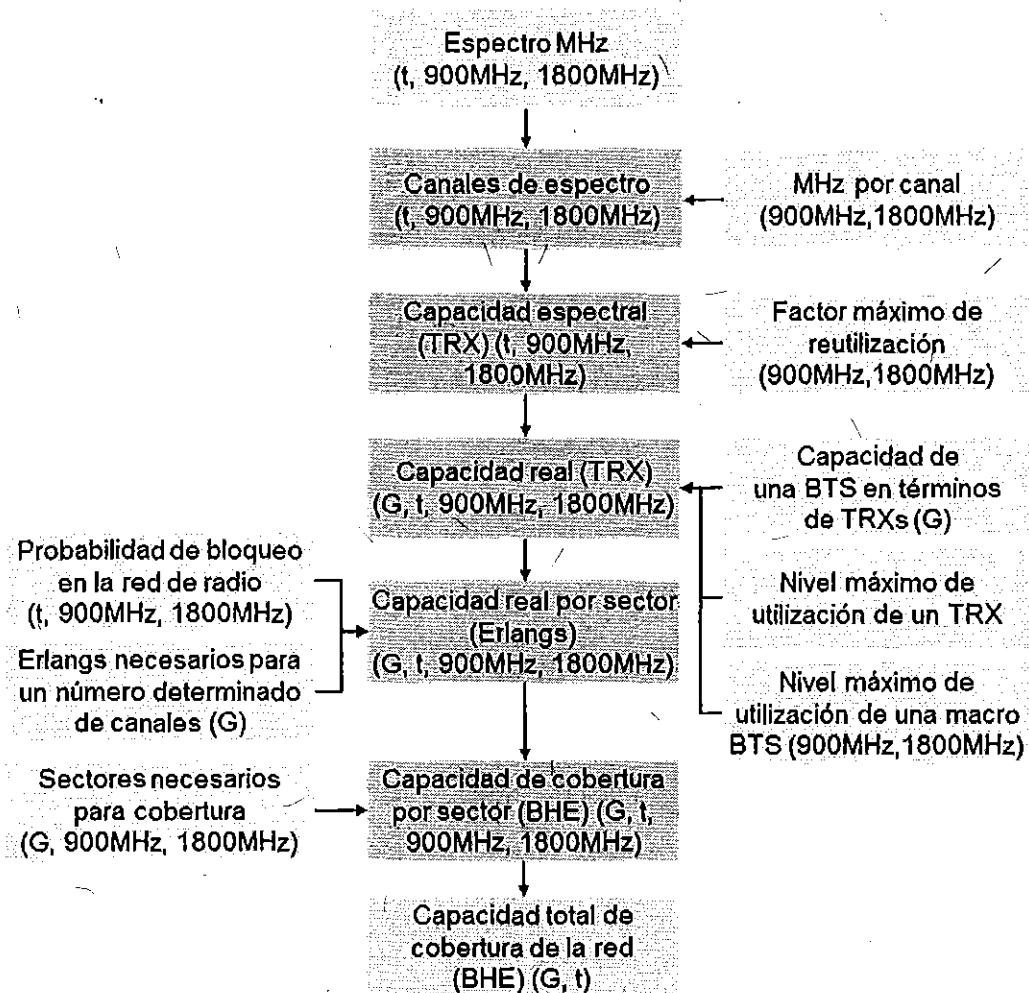 Espectro MHz
(t, 900MHz, 1800MHz)
Canales de espectro
(t, 900MHz, 1800MHz)
MHz por canal
(900MHz,1800MHz)
Capacidad espectral
(TRX) (t, 900MHz,
1800MHz)
Factor máximo de
reutilización
(900MHz,1800MHz)
Capacidad real (TRX)
(G, t, 900MHz, 1800MHz)
Capacidad de
una BTS en términos
de TRXs (G)
Nivel máximo de
utilización de un TRX
Nivel máximo de
utilización de una macro
BTS (900MHz,1800MHz)
Probabilidad de bloqueo
en la red de radio
(t, 900MHz, 1800MHz)
Erlangs necesarios para
un número determinado
de canales (G)
Capacidad real por sector
(Erlangs)
(G, t, 900MHz, 1800MHz)
Sectores necesarios
para cobertura
(G, 900MHz, 1800MHz)
Capacidad de cobertura
por sector (BHE) (G, t,
900MHz, 1800MHz)
Capacidad total de
cobertura de la red
(BHE) (G, t)